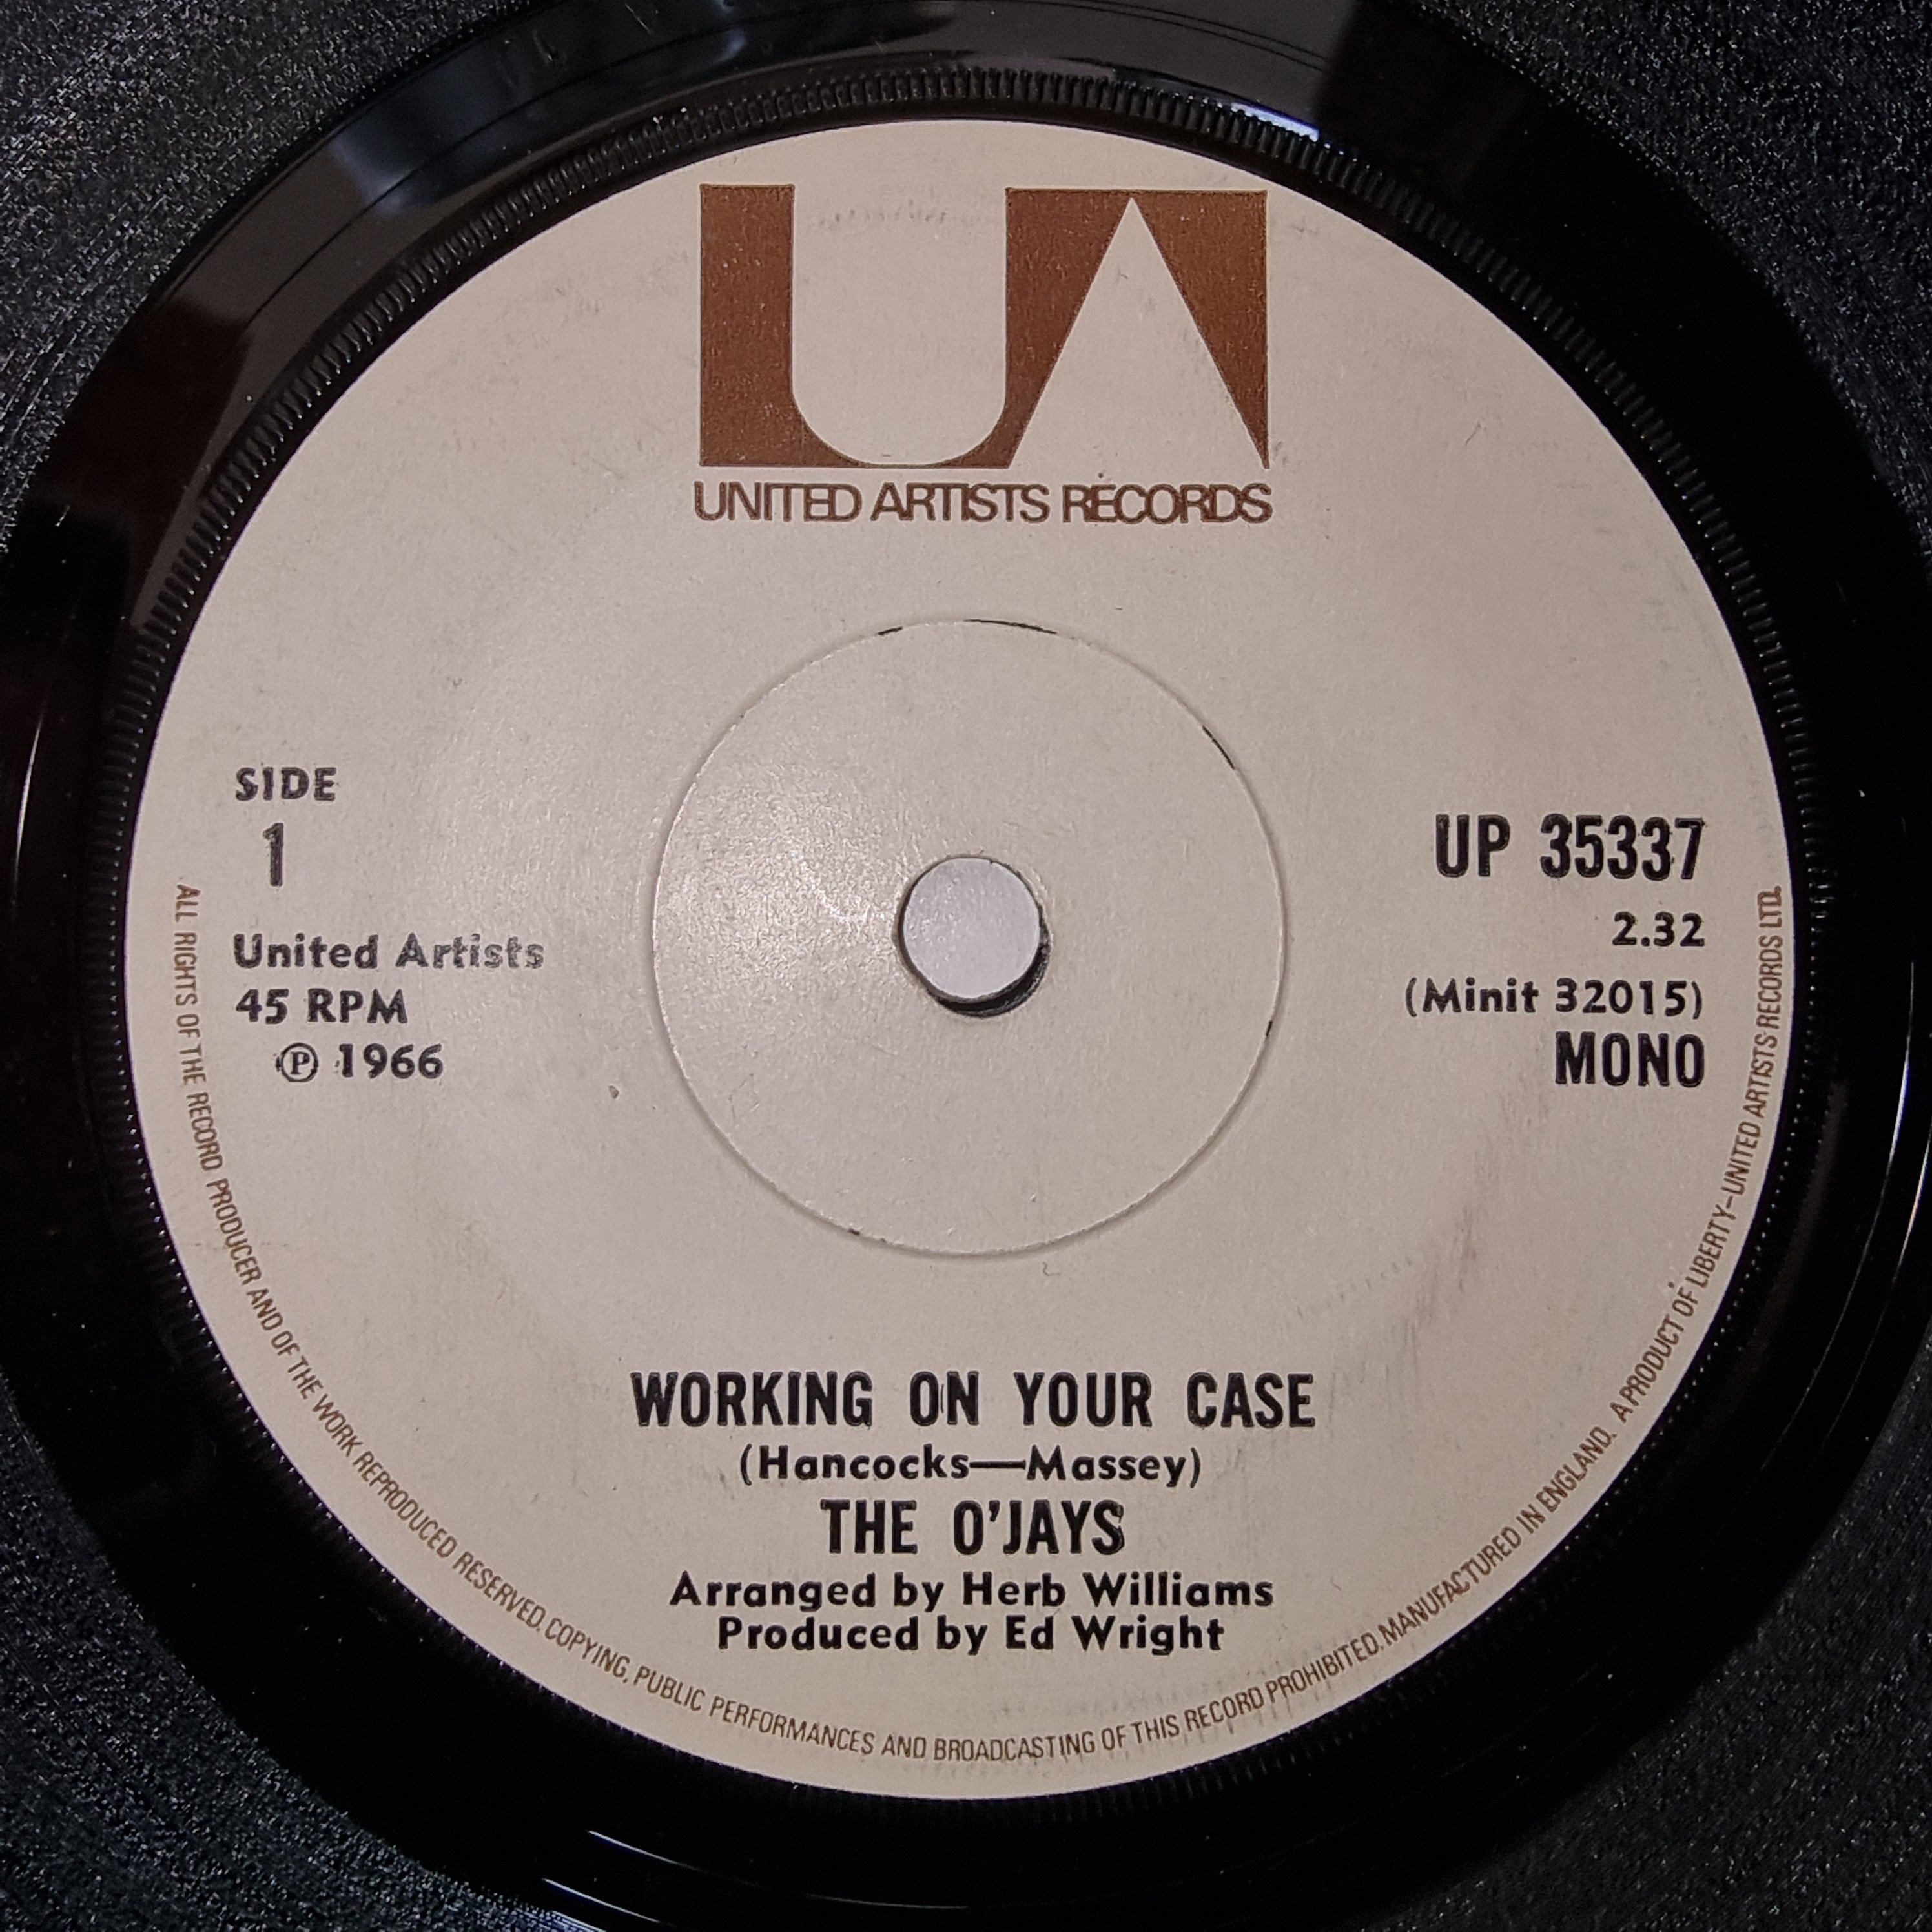 UA
UNITED ARTISTS RECORDS
SIDE
1
United Artists
45 RPM
℗ 1966
UP 35337
2.32
(Minit 32015)
MONO
WORKING ON YOUR CASE
(Hancocks—Massey)
THE O'JAYS
Arranged by Herb Williams
Produced by Ed Wright
ALL RIGHTS OF THE RECORD PRODUCER AND OF THE WORK REPRODUCED RESERVED. COPYING, PUBLIC PERFORMANCES AND BROADCASTING OF THIS RECORD PROHIBITED. MANUFACTURED IN ENGLAND. A PRODUCT OF LIBERTY–UNITED ARTISTS RECORDS LTD.